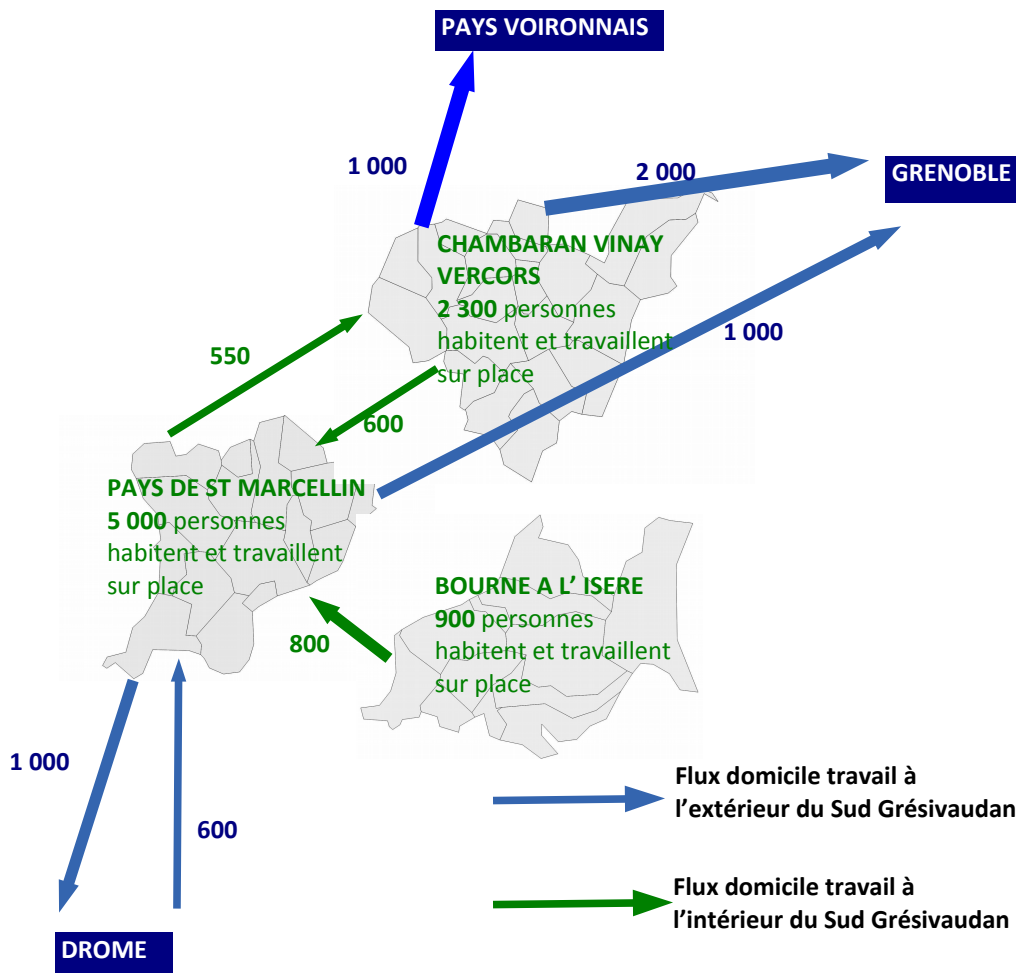 PAYS VOIRONNAIS
1 000
2 000
GRENOBLE
CHAMBARAN VINAY
VERCORS
2 300 personnes
habitent et travaillent
sur place
1 000
550
600
PAYS DE ST MARCELLIN
5 000 personnes
habitent et travaillent
sur place
BOURNE A L’ ISERE
900 personnes
habitent et travaillent
sur place
800
1 000
600
Flux domicile travail à
l’extérieur du Sud Grésivaudan
Flux domicile travail à
l’intérieur du Sud Grésivaudan
DROME